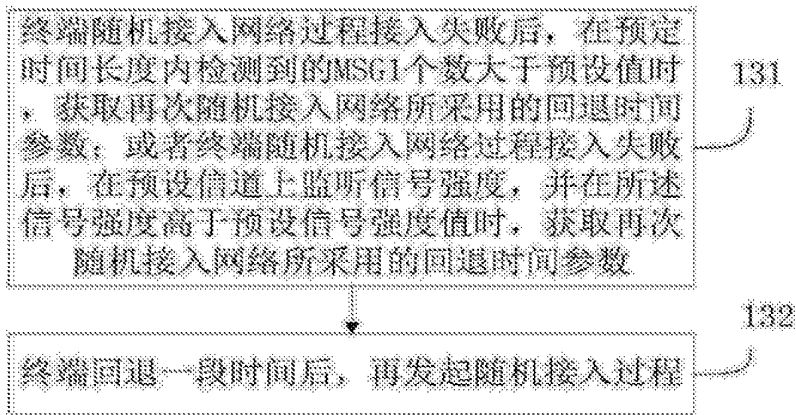 终端随机接入网络过程接入失败后，在预定
时间长度内检测到的MSG1个数大于预设值时
，获取再次随机接入网络所采用的回退时间
参数；或者终端随机接入网络过程接入失败
后，在预设信道上监听信号强度，并在所述
信号强度高于预设信号强度值时，获取再次
随机接入网络所采用的回退时间参数
131
终端回退一段时间后，再发起随机接入过程
132